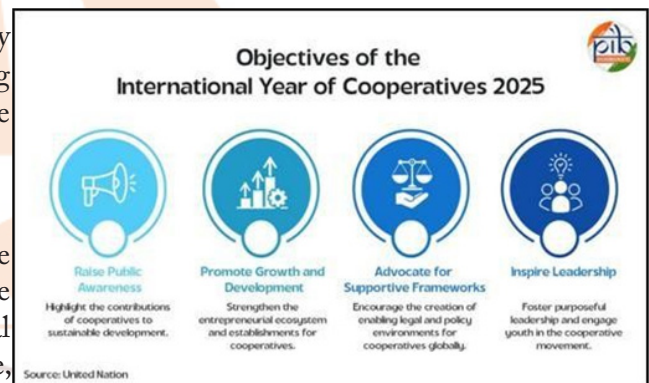 y
g
e
e
e
l
e,
pib
Objectives of the
International Year of Cooperatives 2025
Raise Public
Awareness
Highlight the contributions
of cooperatives to
sustainable development.
Promote Growth and
Development
Strengthen the
entrepreneurial ecosystem
and establishments for
cooperatives.
Advocate for
Supportive Frameworks
Encourage the creation of
enabling legal and policy
environments for
cooperatives globally.
Inspire Leadership
Foster purposeful
leadership and engage
youth in the cooperative
movement.
Source: United Nation